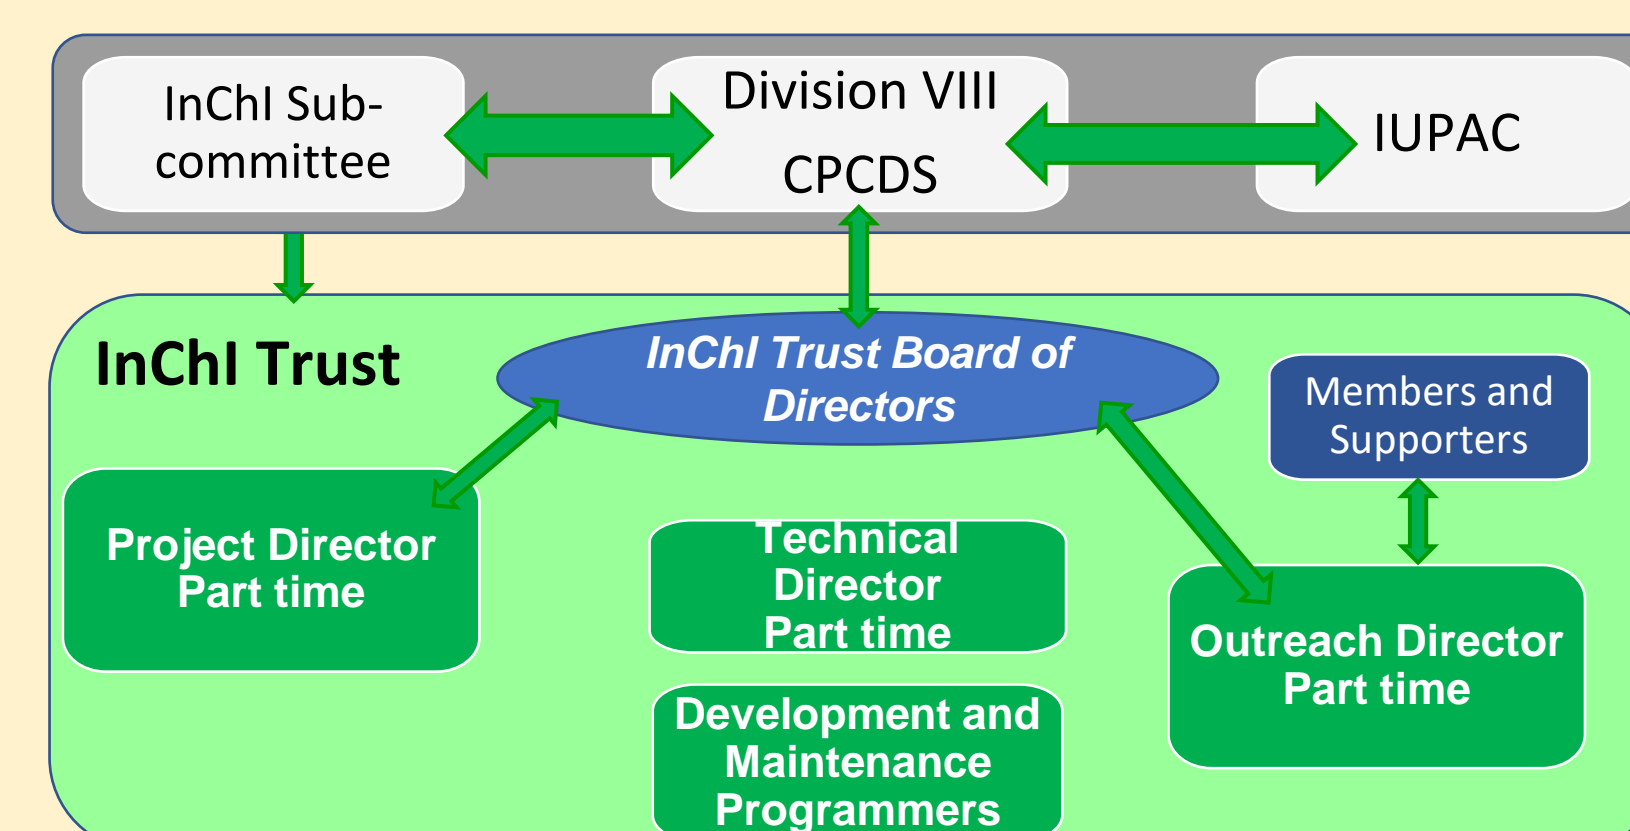 InChI Sub-
committee
Division VIII
CPCDS
IUPAC
InChI Trust
InChI Trust Board of
Directors
Members and
Supporters
Project Director
Part time
Technical
Director
Part time
Outreach Director
Part time
Development and
Maintenance
Programmers